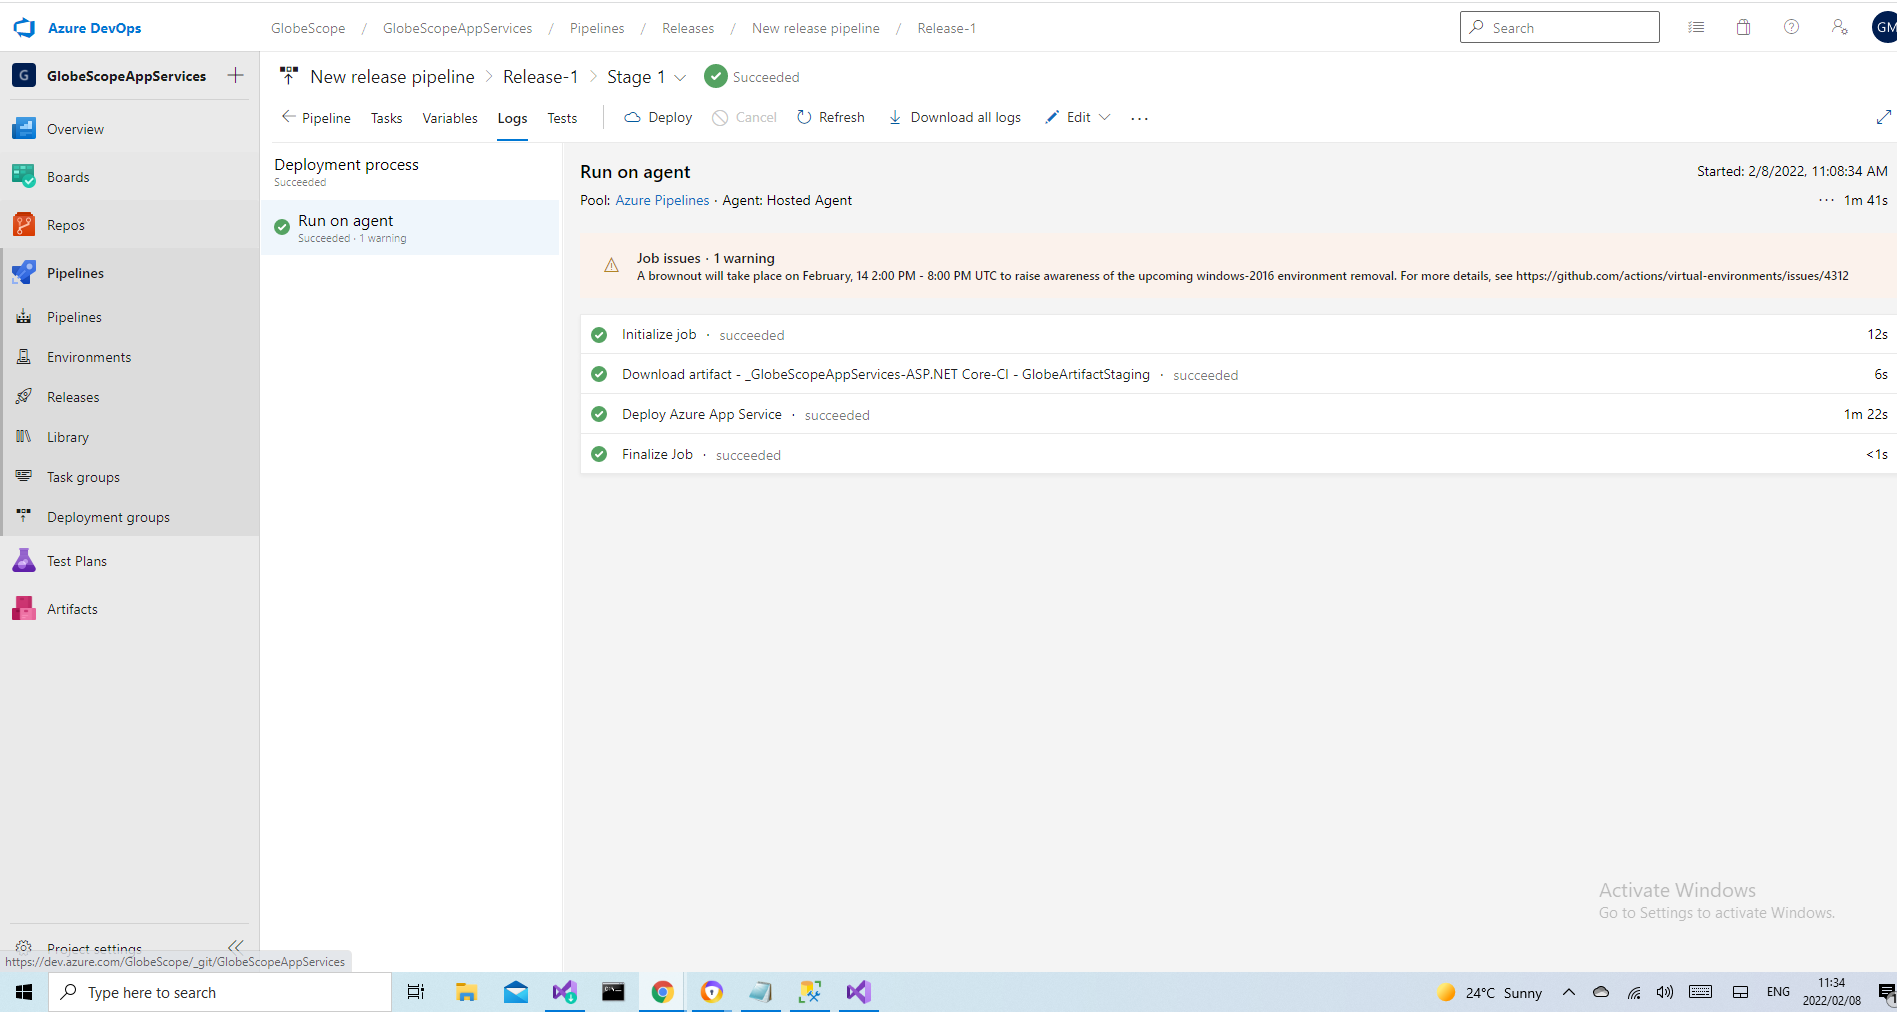 Azure DevOps
GlobeScope / GlobeScopeAppServices / Pipelines / Releases / New release pipeline / Release-1
Search
GM
G GlobeScopeAppServices
New release pipeline > Release-1 > Stage 1 Succeeded
Pipeline Tasks Variables Logs Tests Deploy Cancel Refresh Download all logs Edit ...
Overview
Boards
Repos
Pipelines
Pipelines
Environments
Releases
Library
Task groups
Deployment groups
Test Plans
Artifacts
Project settings
https://dev.azure.com/GlobeScope/_git/GlobeScopeAppServices
Deployment process
Succeeded
Run on agent
Succeeded · 1 warning
Run on agent
Started: 2/8/2022, 11:08:34 AM
Pool: Azure Pipelines · Agent: Hosted Agent
... 1m 41s
Job issues · 1 warning
A brownout will take place on February, 14 2:00 PM - 8:00 PM UTC to raise awareness of the upcoming windows-2016 environment removal. For more details, see https://github.com/actions/virtual-environments/issues/4312
Initialize job · succeeded 12s
Download artifact - _GlobeScopeAppServices-ASP.NET Core-CI - GlobeArtifactStaging · succeeded 6s
Deploy Azure App Service · succeeded 1m 22s
Finalize Job · succeeded <1s
Activate Windows
Go to Settings to activate Windows.
Type here to search
24°C Sunny
ENG
11:34
2022/02/08